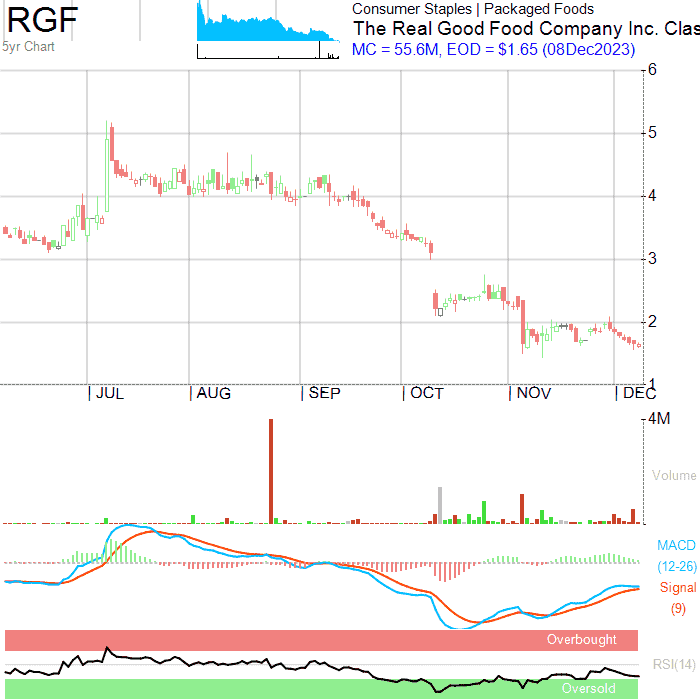 RGF
5yr Chart
Consumer Staples | Packaged Foods
The Real Good Food Company Inc. Clas
MC = 55.6M, EOD = $1.65 (08Dec2023)
6
5
4
3
2
1
JUL AUG SEP OCT NOV DEC
4M
Volume
MACD
(12-26)
Signal
(9)
Overbought
RSI(14)
Oversold